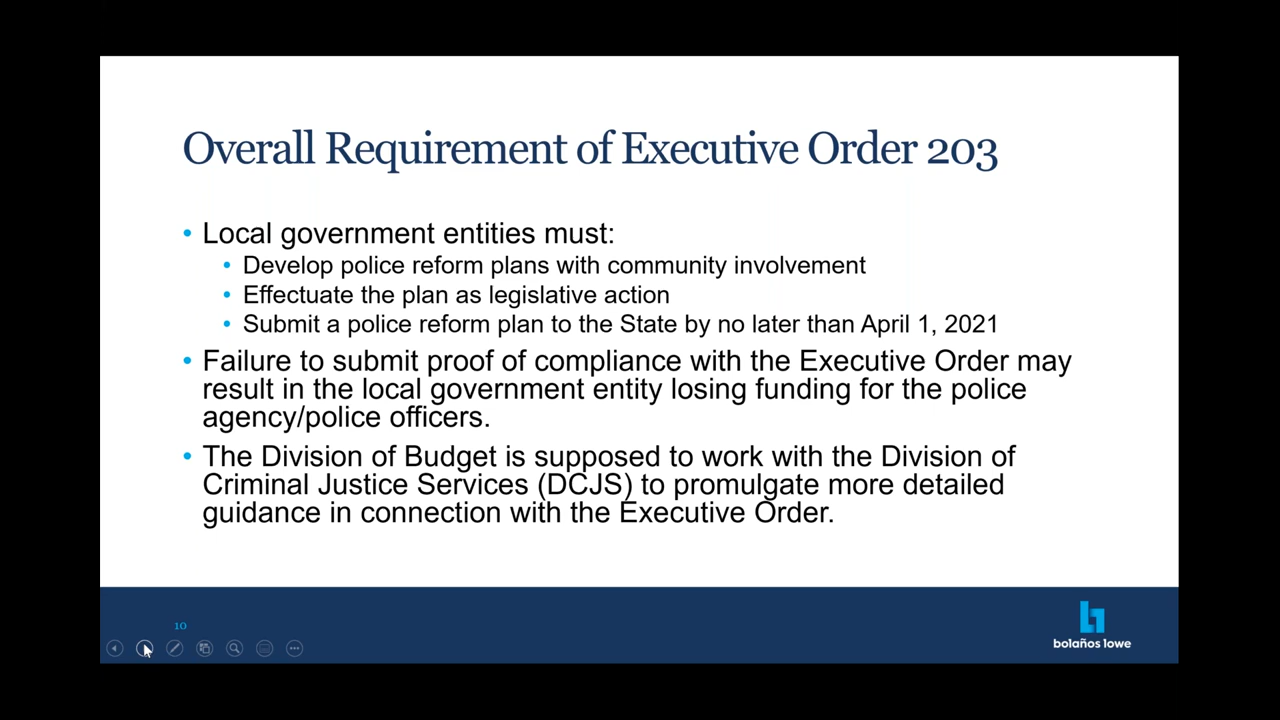 Overall Requirement of Executive Order 203
• Local government entities must:
• Develop police reform plans with community involvement
• Effectuate the plan as legislative action
• Submit a police reform plan to the State by no later than April 1, 2021
• Failure to submit proof of compliance with the Executive Order may
result in the local government entity losing funding for the police
agency/police officers.
• The Division of Budget is supposed to work with the Division of
Criminal Justice Services (DCJS) to promulgate more detailed
guidance in connection with the Executive Order.
10
bolaños lowe